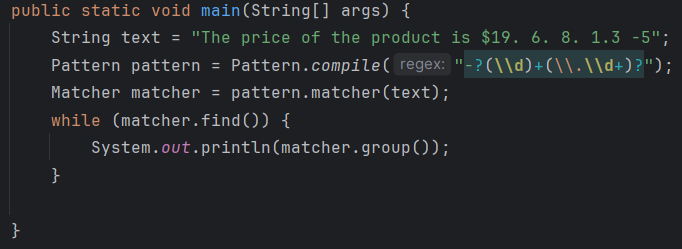 public static void main(String[] args) {
String text = "The price of the product is $19. 6. 8. 1.3 -5";
Pattern pattern = Pattern.compile( regex: "-?(\\d)+(\\.\\d+)?");
Matcher matcher = pattern.matcher(text);
while (matcher.find()) {
System.out.println(matcher.group());
}
}